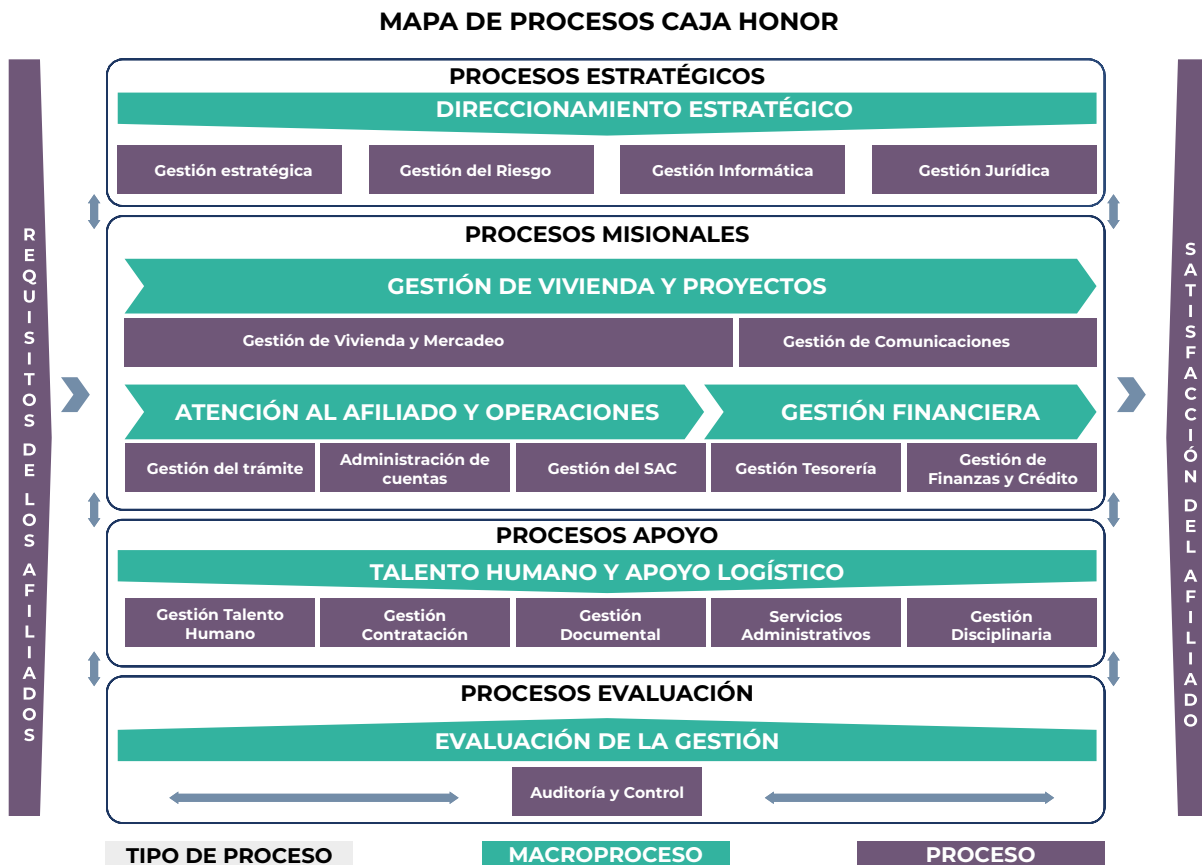 MAPA DE PROCESOS CAJA HONOR
REQUISITOS DE LOS AFILIADOS
PROCESOS ESTRATÉGICOS
DIRECCIONAMIENTO ESTRATÉGICO
Gestión estratégica
Gestión del Riesgo
Gestión Informática
Gestión Jurídica
PROCESOS MISIONALES
GESTIÓN DE VIVIENDA Y PROYECTOS
Gestión de Vivienda y Mercadeo
Gestión de Comunicaciones
ATENCIÓN AL AFILIADO Y OPERACIONES
GESTIÓN FINANCIERA
Gestión del trámite
Administración de
cuentas
Gestión del SAC
Gestión Tesorería
Gestión de
Finanzas y Crédito
PROCESOS APOYO
TALENTO HUMANO Y APOYO LOGÍSTICO
Gestión Talento
Humano
Gestión
Contratación
Gestión
Documental
Servicios
Administrativos
Gestión
Disciplinaria
PROCESOS EVALUACIÓN
EVALUACIÓN DE LA GESTIÓN
Auditoría y Control
SATISFACCIÓN DEL AFILIADO
TIPO DE PROCESO
MACROPROCESO
PROCESO